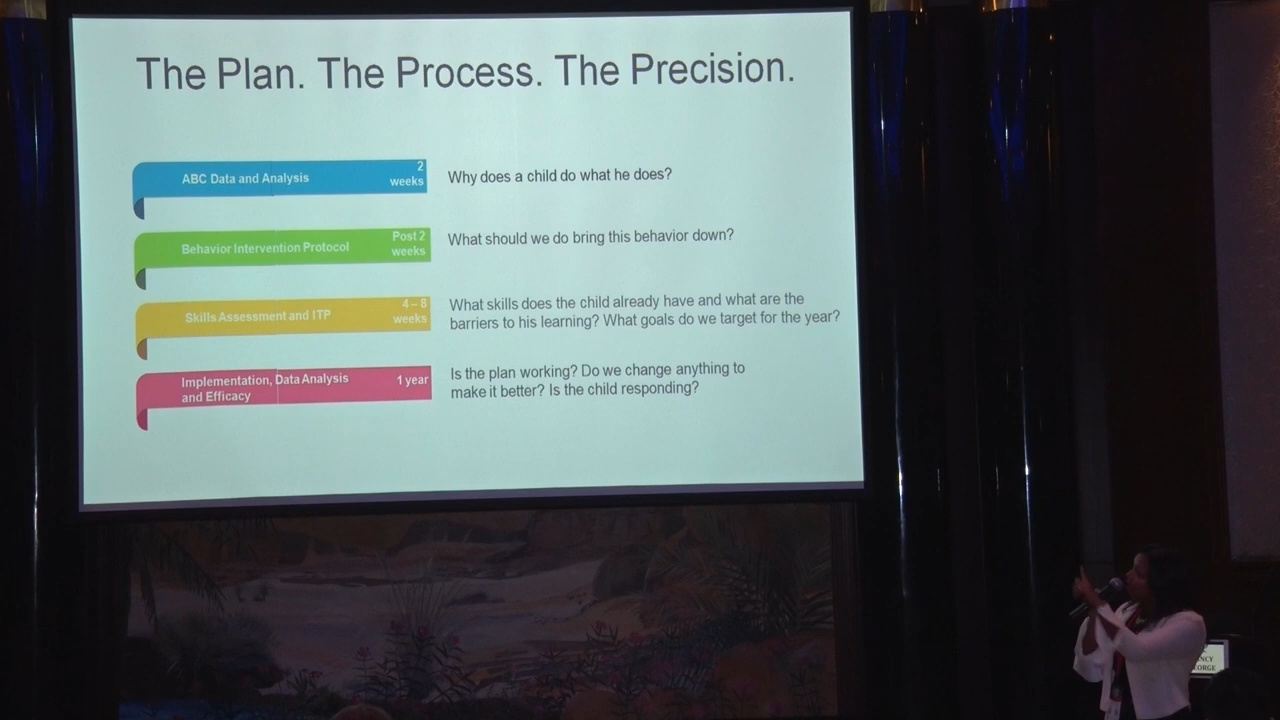 The Plan. The Process. The Precision.
ABC Data and Analysis
2
weeks
Why does a child do what he does?
Behavior Intervention Protocol
Post 2
weeks
What should we do bring this behavior down?
Skills Assessment and ITP
4 – 8
weeks
What skills does the child already have and what are the
barriers to his learning? What goals do we target for the year?
Implementation, Data Analysis
and Efficacy
1 year
Is the plan working? Do we change anything to
make it better? Is the child responding?